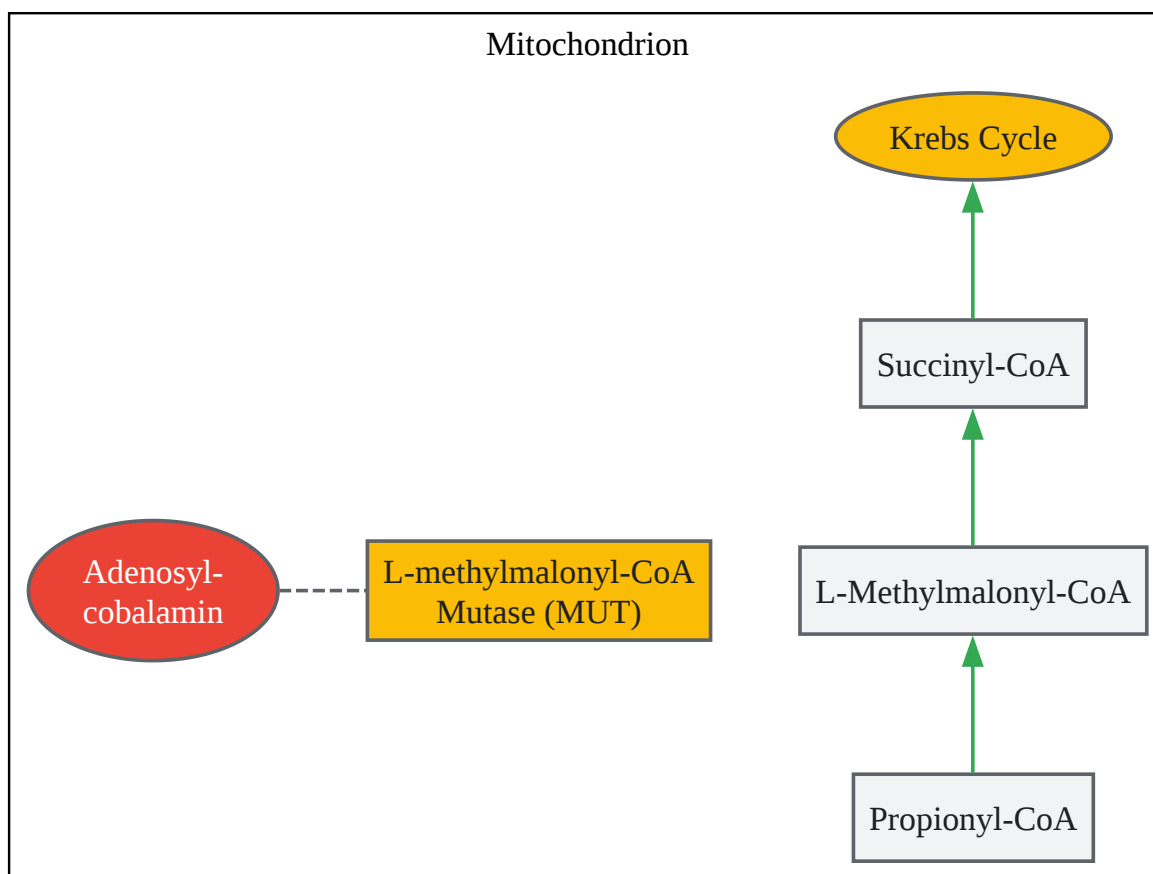 Mitochondrion
Krebs Cycle
Succinyl-CoA
Adenosyl-
cobalamin
L-methylmalonyl-CoA
Mutase (MUT)
L-Methylmalonyl-CoA
Propionyl-CoA